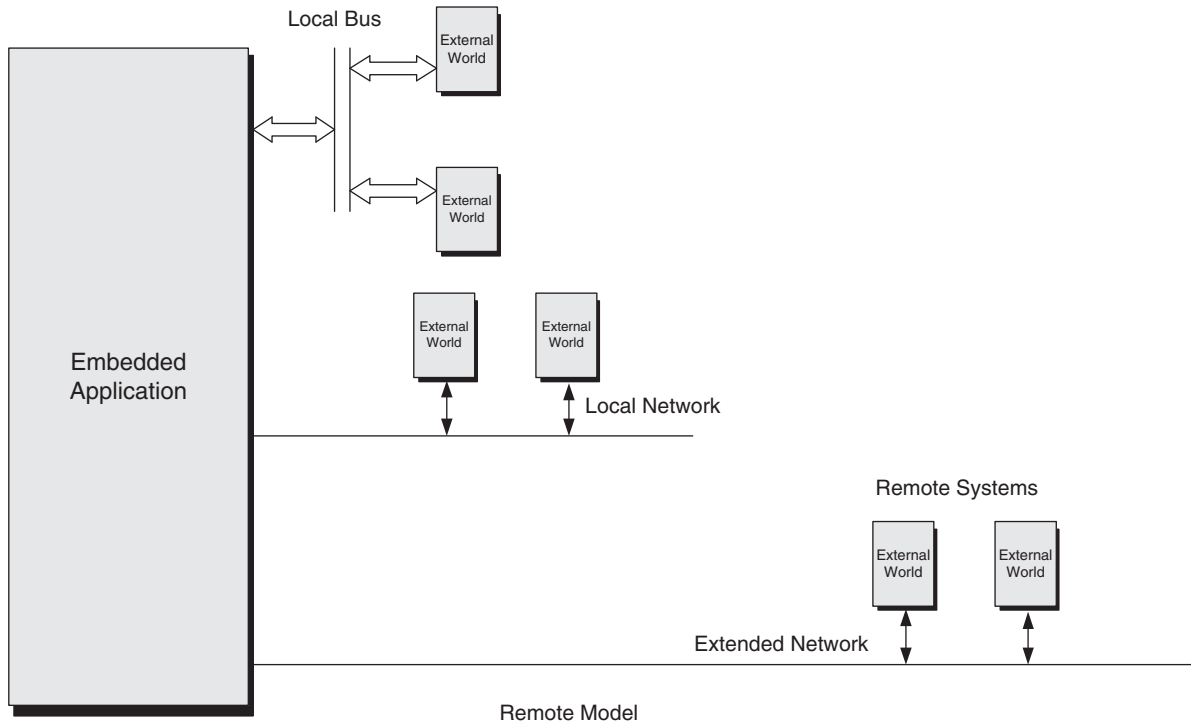 Local Bus
External
World
External
World
External
World
External
World
Embedded
Application
Local Network
Remote Systems
External
World
External
World
Extended Network
Remote Model